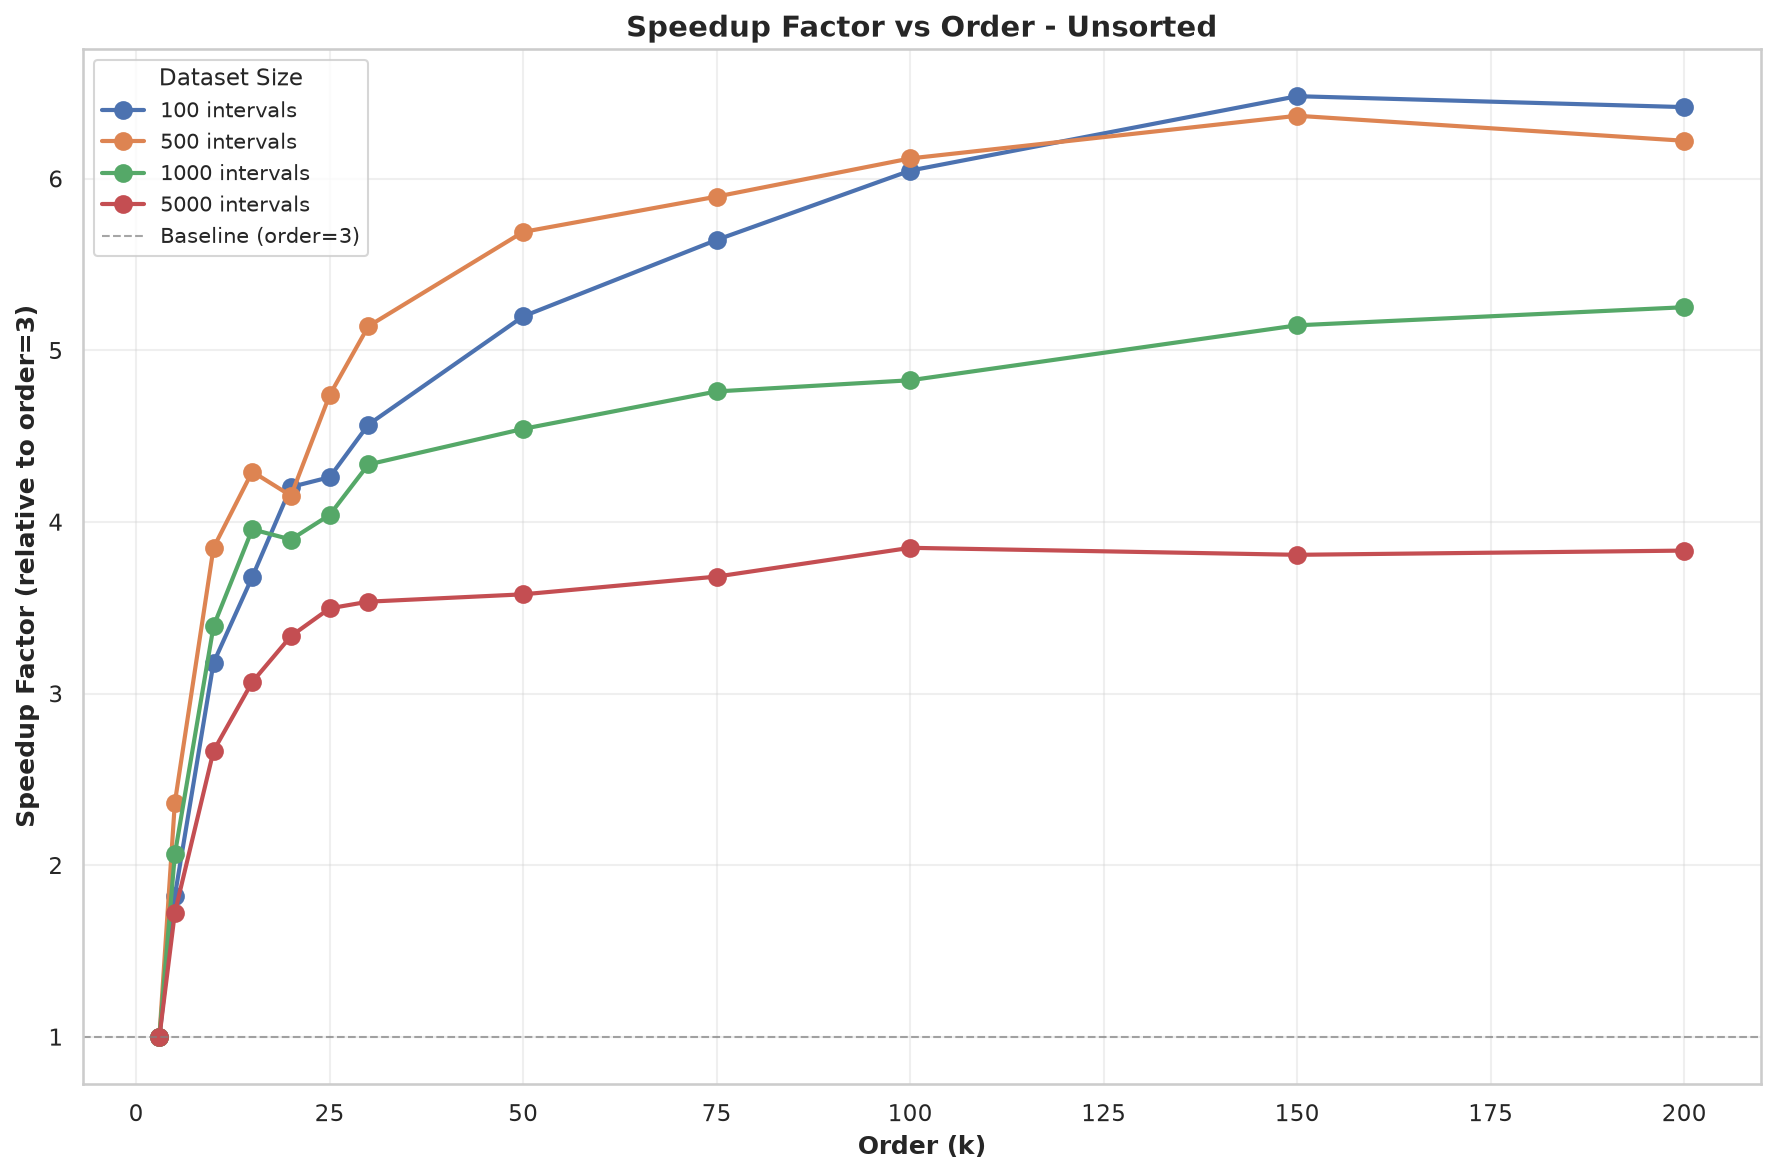 Speedup Factor vs Order - Unsorted
Dataset Size
100 intervals
500 intervals
1000 intervals
5000 intervals
Baseline (order=3)
Speedup Factor (relative to order=3)
6
5
4
3
2
1
0 25 50 75 100 125 150 175 200
Order (k)